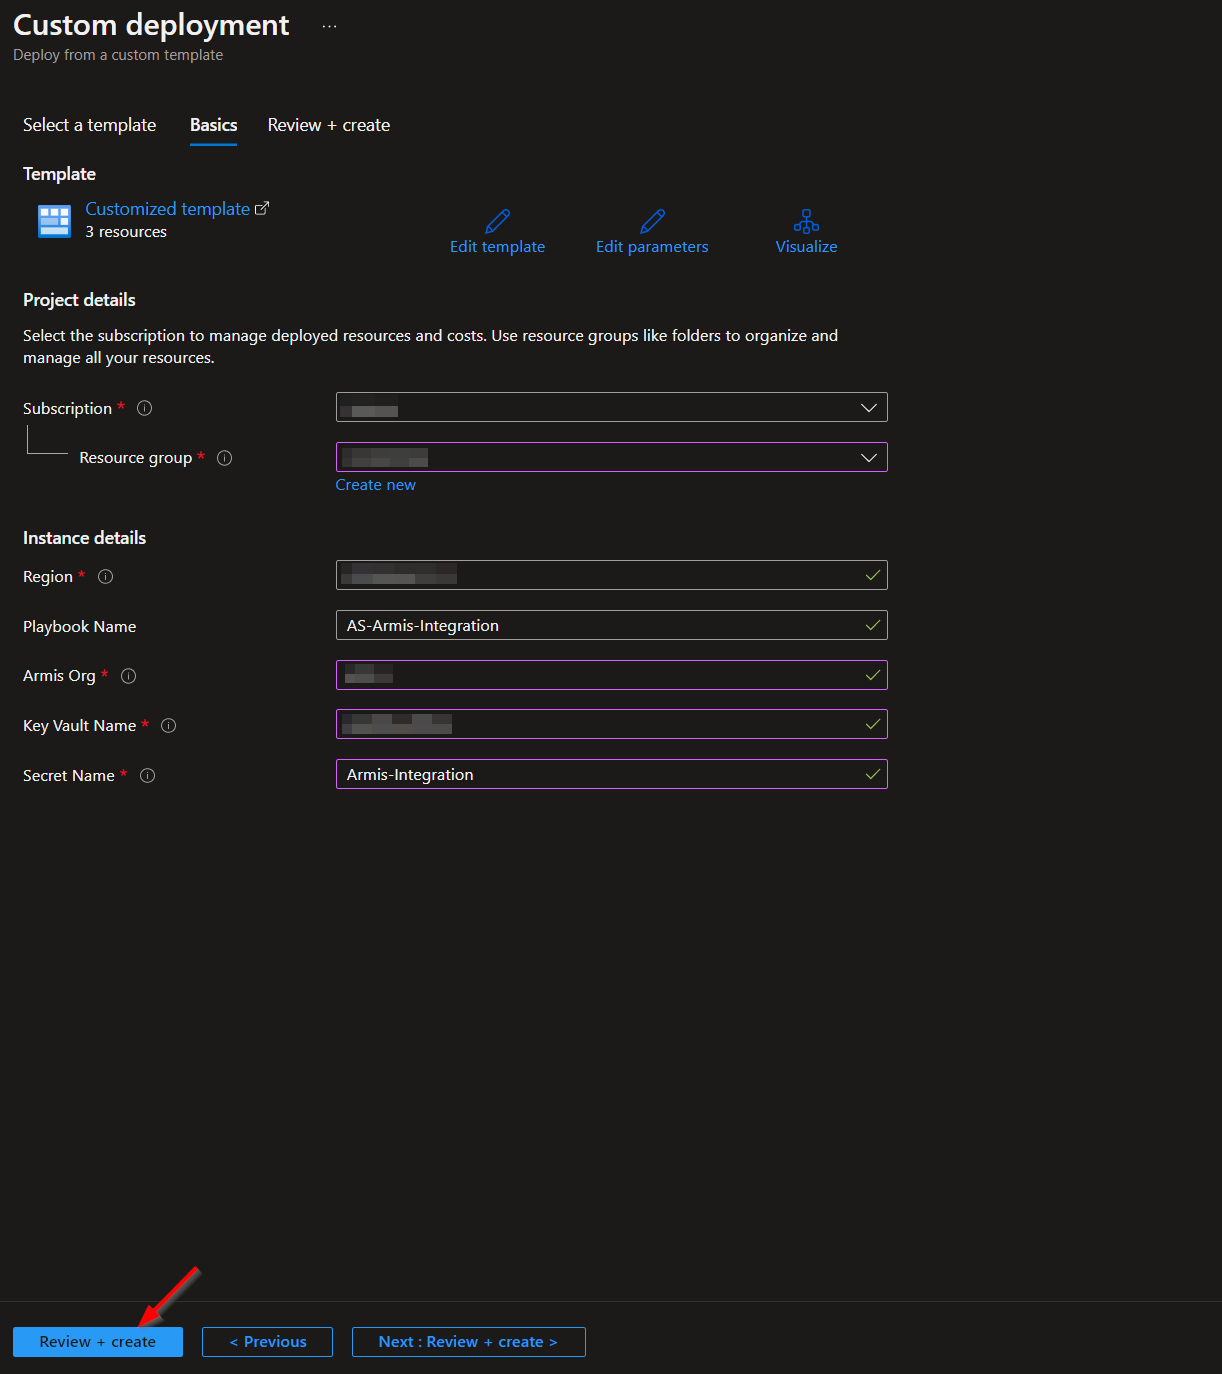 Custom deployment ...
Deploy from a custom template
Select a template Basics Review + create
Template
Customized template
3 resources
Edit template Edit parameters Visualize
Project details
Select the subscription to manage deployed resources and costs. Use resource groups like folders to organize and
manage all your resources.
Subscription *
Resource group *
Create new
Instance details
Region *
Playbook Name AS-Armis-Integration
Armis Org *
Key Vault Name *
Secret Name * Armis-Integration
Review + create < Previous Next : Review + create >